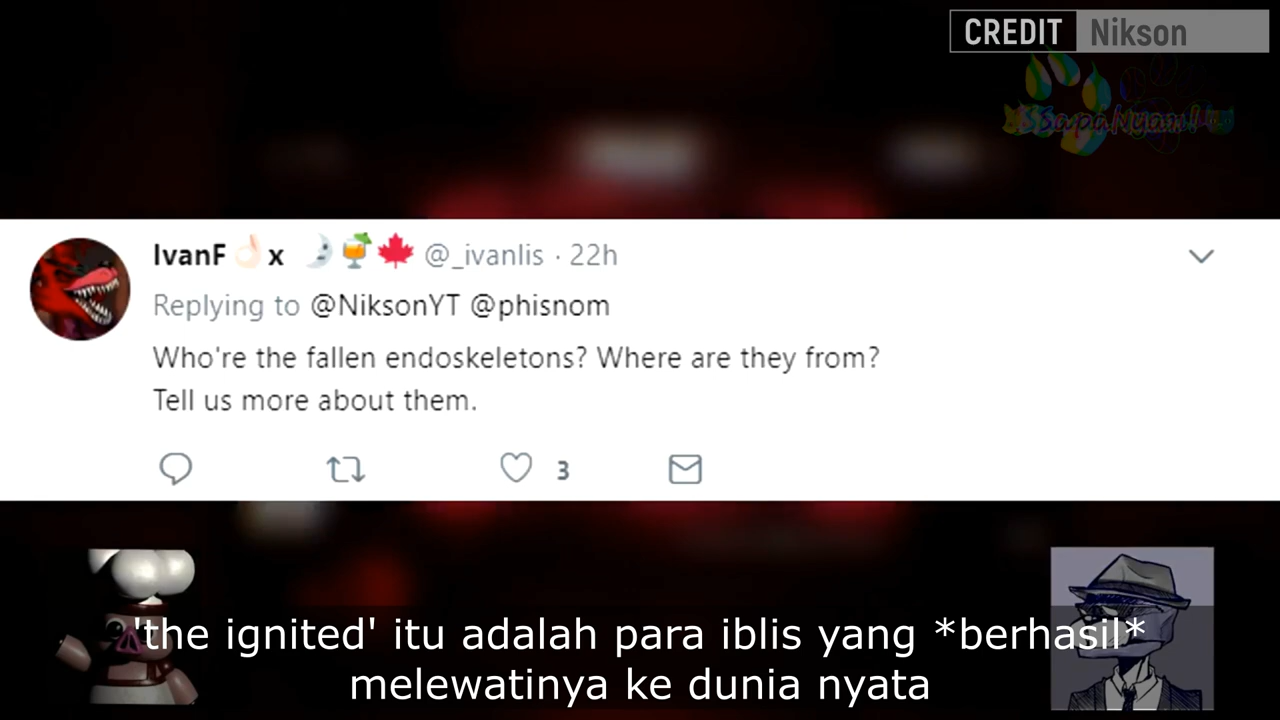 CREDIT Nikson
IvanF👌🏻x 🌛🍹🍁 @_ivanlis · 22h
Replying to @NiksonYT @phisnom
Who're the fallen endoskeletons? Where are they from?
Tell us more about them.
3
'the ignited' itu adalah para iblis yang *berhasil*
melewatinya ke dunia nyata